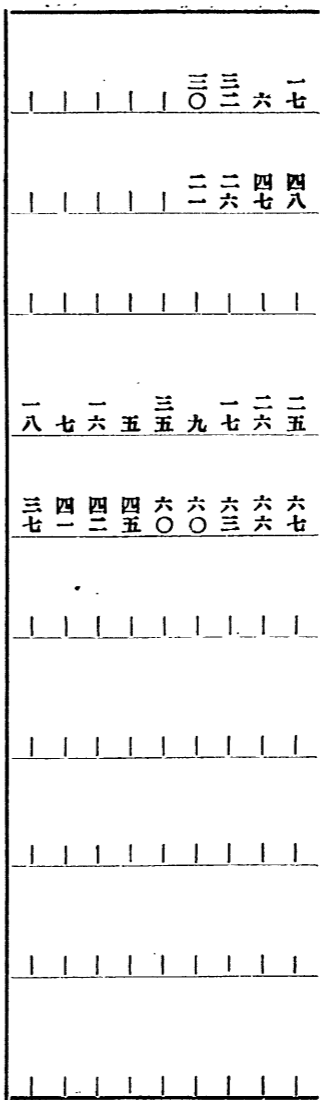 一七 四八 | 二五 六七 | | | | |
六 四七 | 二六 六六 | | | | |
三二 二六 | 一七 六三 | | | | |
三〇 二一 | 九 六〇 | | | | |
| | | 三五 六〇 | | | | |
| | | 五 四五 | | | | |
| | | 一六 四二 | | | | |
| | | 七 四一 | | | | |
| | | 一八 三七 | | | | |